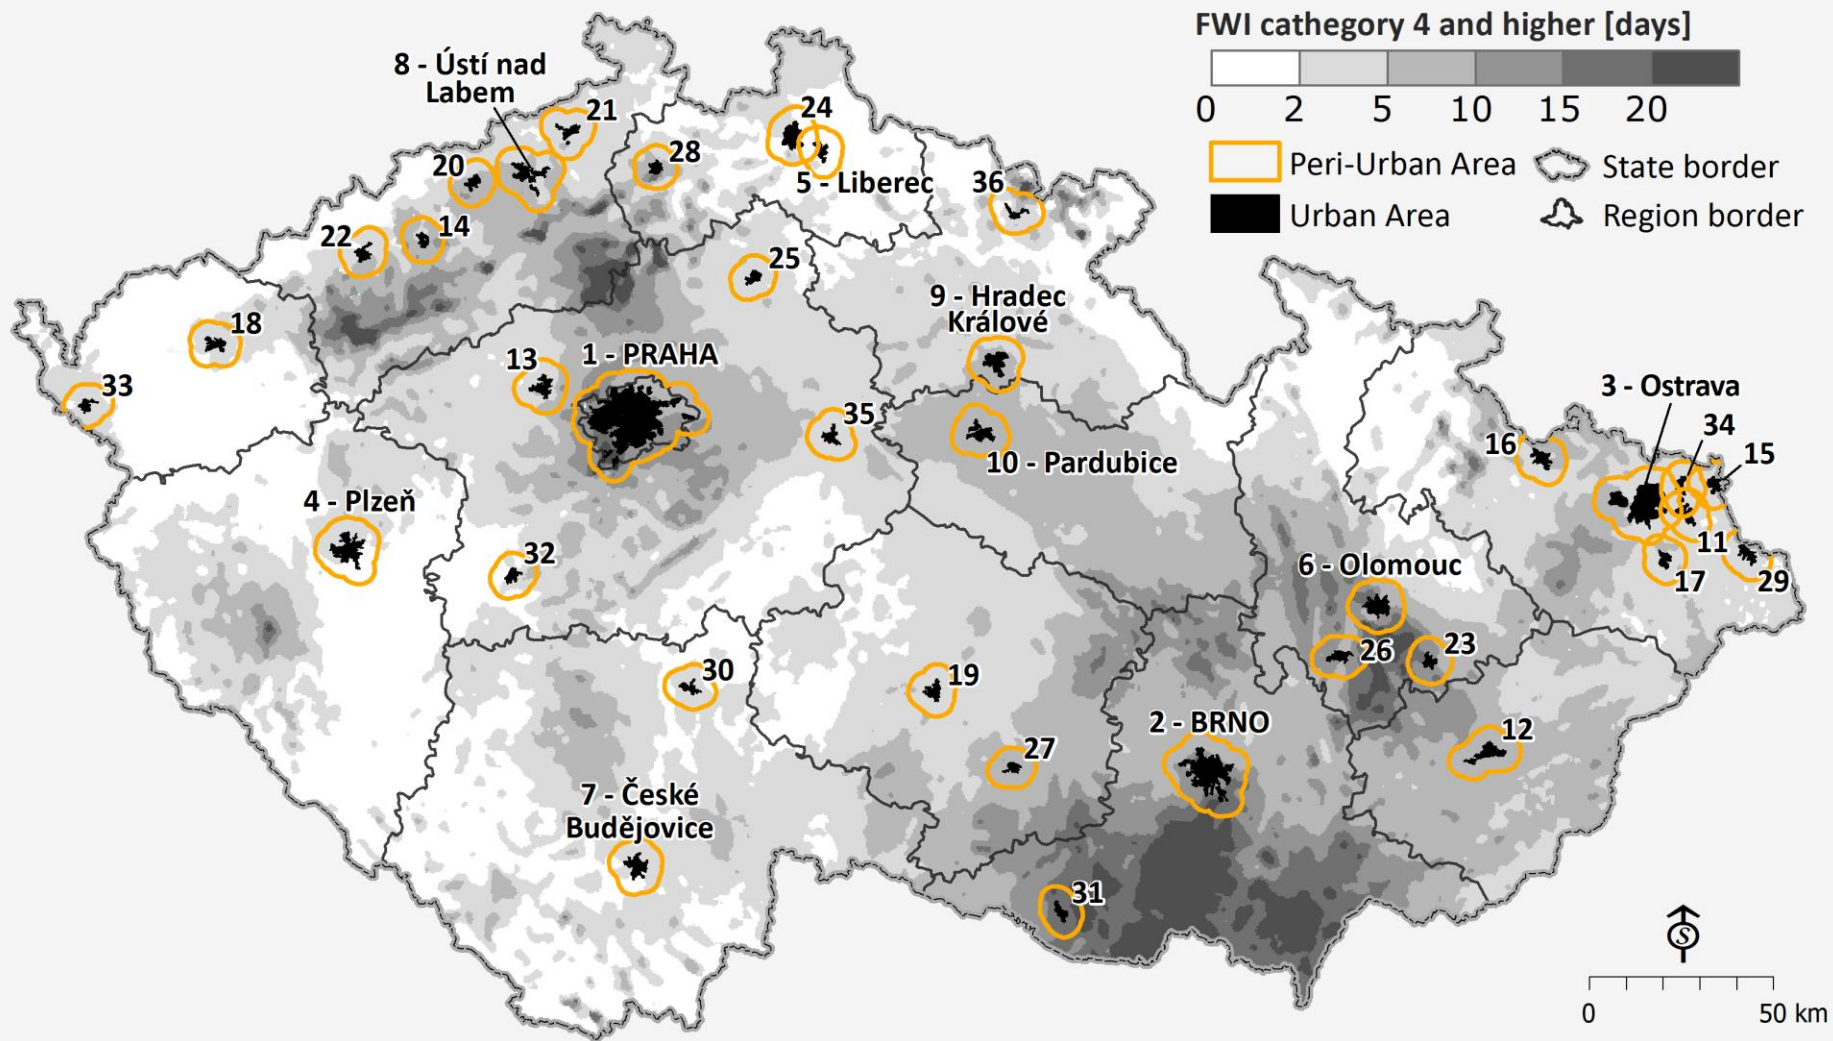 FWI cathegory 4 and higher [days]
0 2 5 10 15 20
Peri-Urban Area
State border
Urban Area
Region border
8 - Ústí nad
Labem
21
24
20
28
5 - Liberec
36
22
14
25
9 - Hradec
Králové
18
13
1 - PRAHA
33
35
3 - Ostrava
34
16
15
10 - Pardubice
4 - Plzeň
11
6 - Olomouc
32
17
29
26
23
30
19
2 - BRNO
12
27
7 - České
Budějovice
31
S
0 50 km